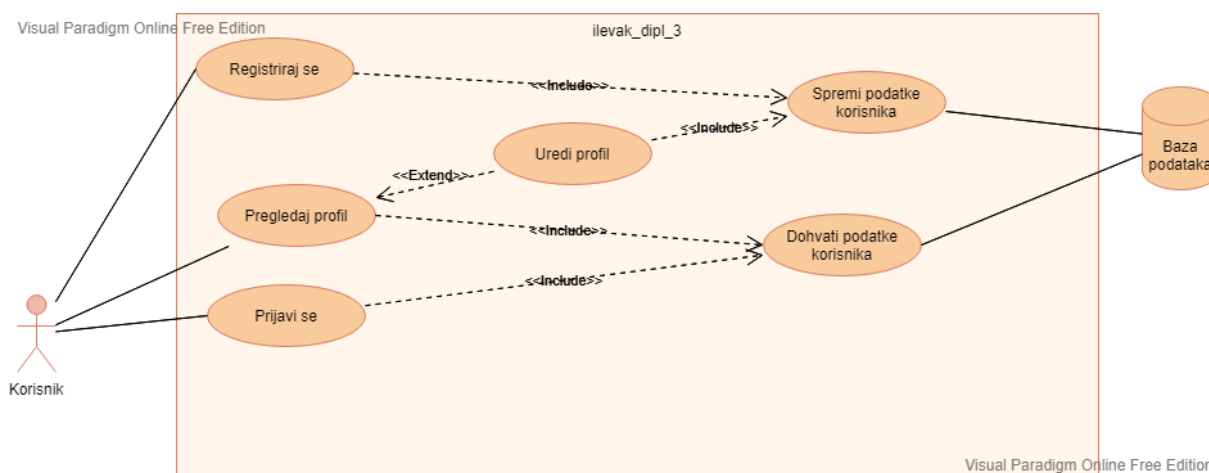 Visual Paradigm Online Free Edition
ilevak_dipl_3
Registriraj se
<<Include>>
Spremi podatke
korisnika
<<Include>>
Uredi profil
Baza
podataka
<<Extend>>
Pregledaj profil
<<Include>>
Dohvati podatke
korisnika
<<Include>>
Prijavi se
Korisnik
Visual Paradigm Online Free Edition